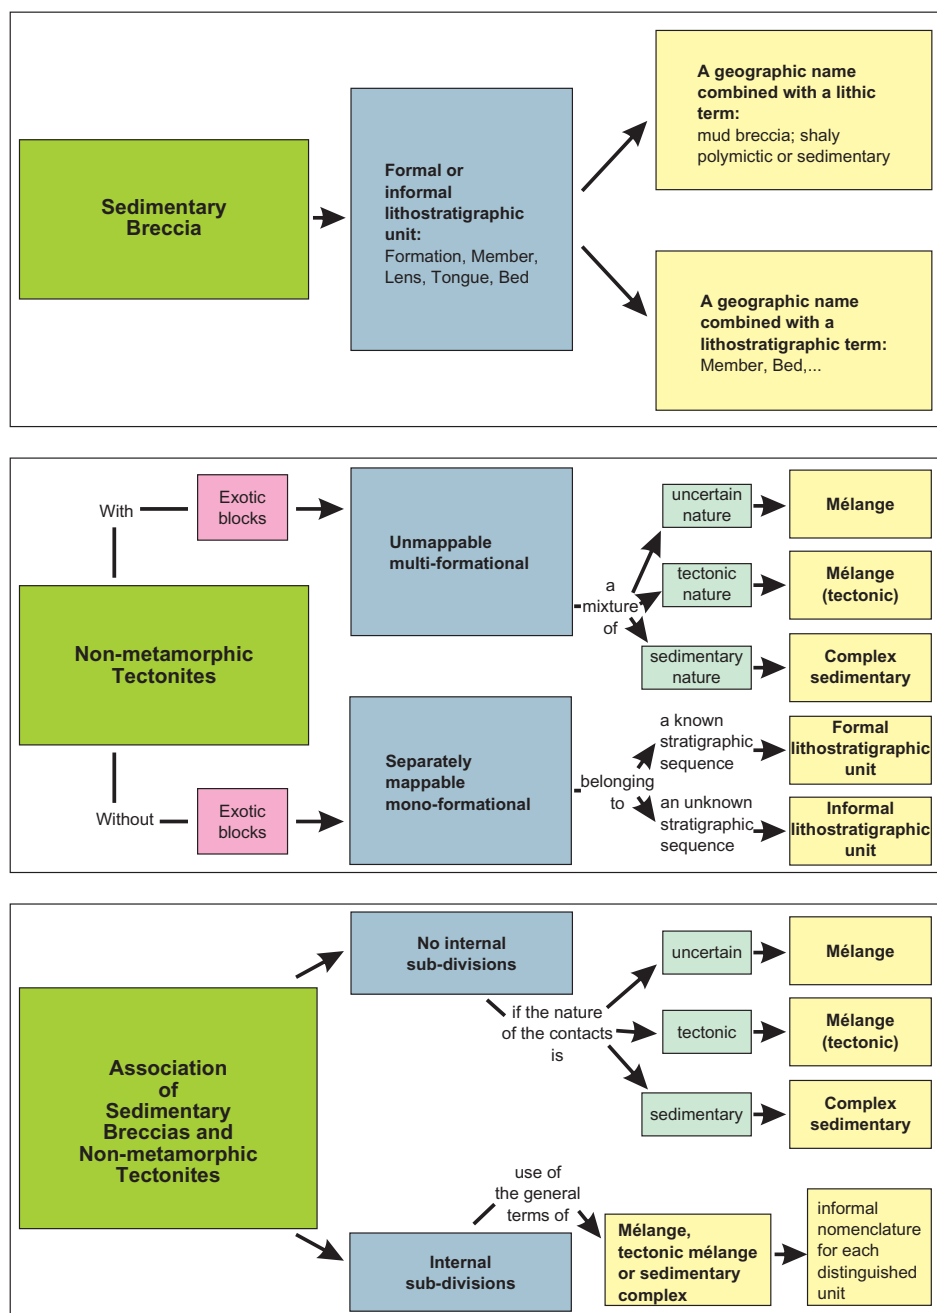 Sedimentary
Breccia
Formal or
informal
lithostratigraphic
unit:
Formation, Member,
Lens, Tongue, Bed
A geographic name
combined with a lithic
term:
mud breccia; shaly
polymictic or sedimentary
A geographic name
combined with a
lithostratigraphic term:
Member, Bed,...
With
Exotic
blocks
Non-metamorphic
Tectonites
Without
Exotic
blocks
Unmappable
multi-formational
a
mixture
of
uncertain
nature
Mélange
tectonic
nature
Mélange
(tectonic)
sedimentary
nature
Complex
sedimentary
Separately
mappable
mono-formational
belonging
to
a known
stratigraphic
sequence
Formal
lithostratigraphic
unit
an unknown
stratigraphic
sequence
Informal
lithostratigraphic
unit
Association
of
Sedimentary
Breccias and
Non-metamorphic
Tectonites
No internal
sub-divisions
if the nature
of the contacts
is
uncertain
Mélange
tectonic
Mélange
(tectonic)
sedimentary
Complex
sedimentary
Internal
sub-divisions
use of
the general
terms of
Mélange,
tectonic mélange
or sedimentary
complex
informal
nomenclature
for each
distinguished
unit